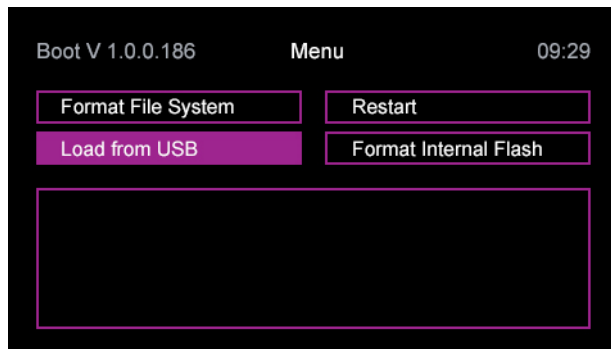 Boot V 1.0.0.186 Menu 09:29
Format File System Restart
Load from USB Format Internal Flash